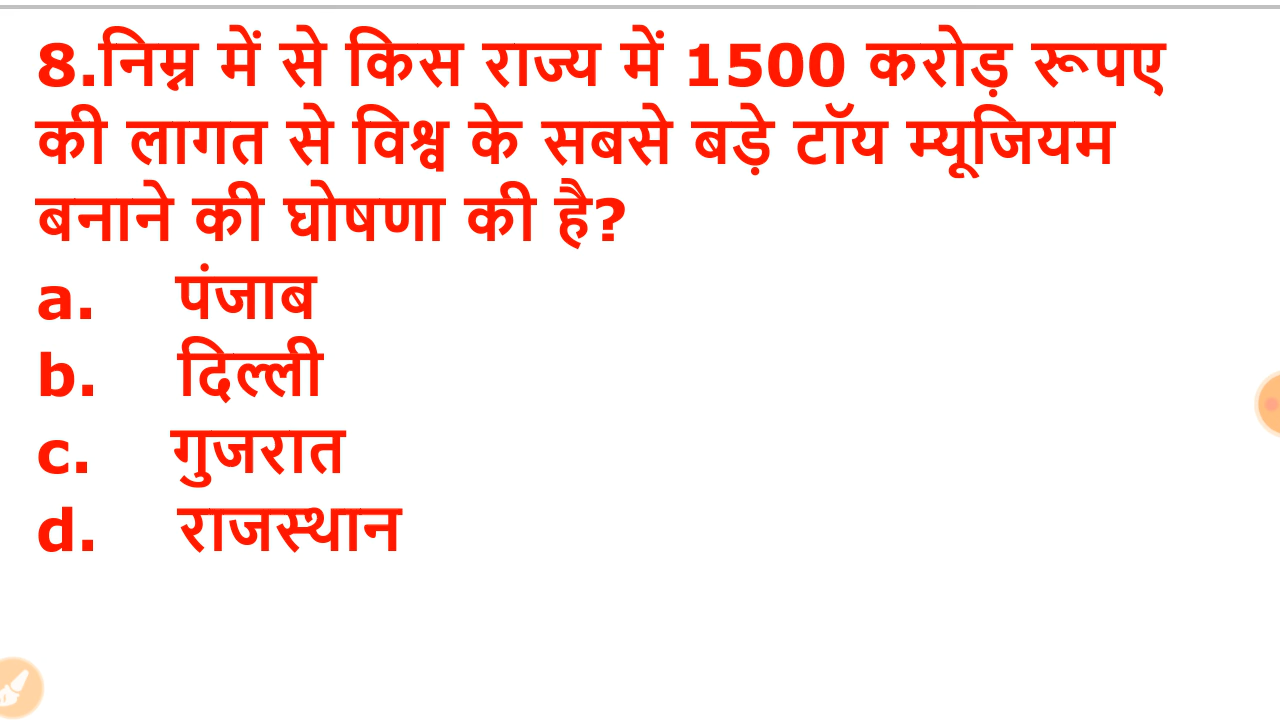 8.निम्न में से किस राज्य में 1500 करोड़ रूपए
की लागत से विश्व के सबसे बड़े टॉय म्यूजियम
बनाने की घोषणा की है?
a. पंजाब
b. दिल्ली
c. गुजरात
d. राजस्थान